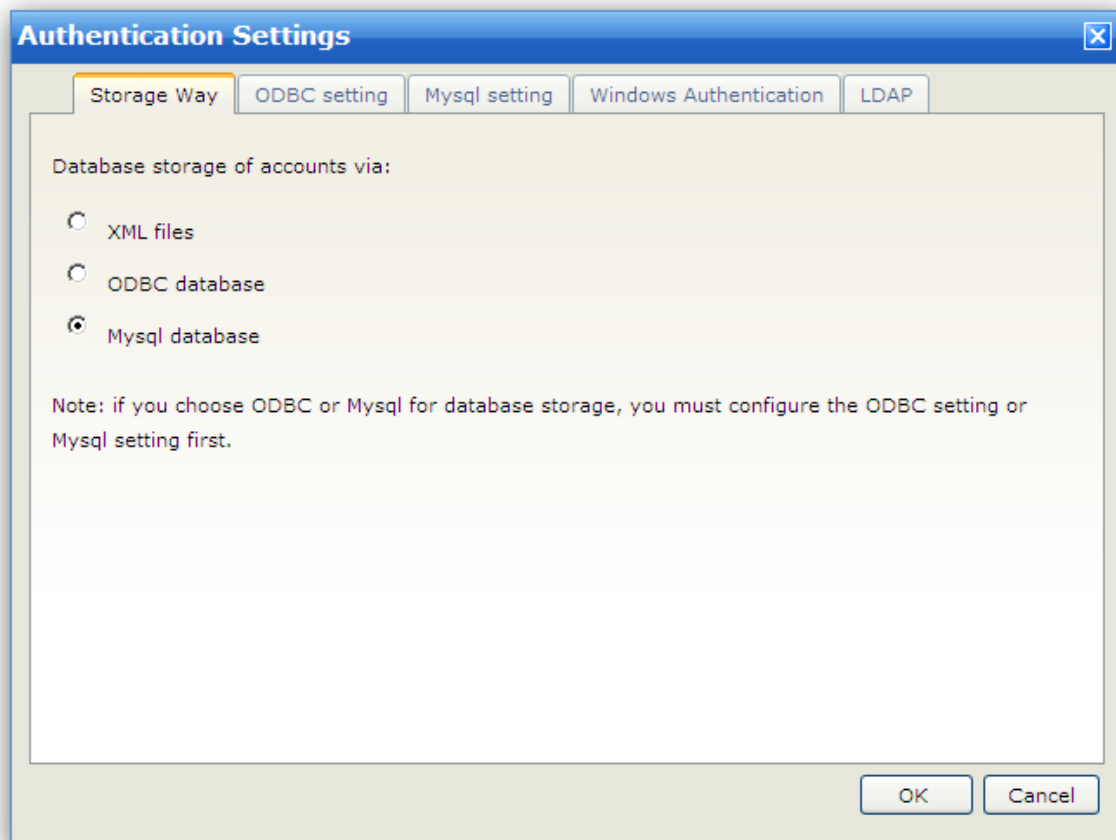 Authentication Settings
Storage Way
ODBC setting
Mysql setting
Windows Authentication
LDAP
Database storage of accounts via:
XML files
ODBC database
Mysql database
Note: if you choose ODBC or Mysql for database storage, you must configure the ODBC setting or
Mysql setting first.
OK
Cancel